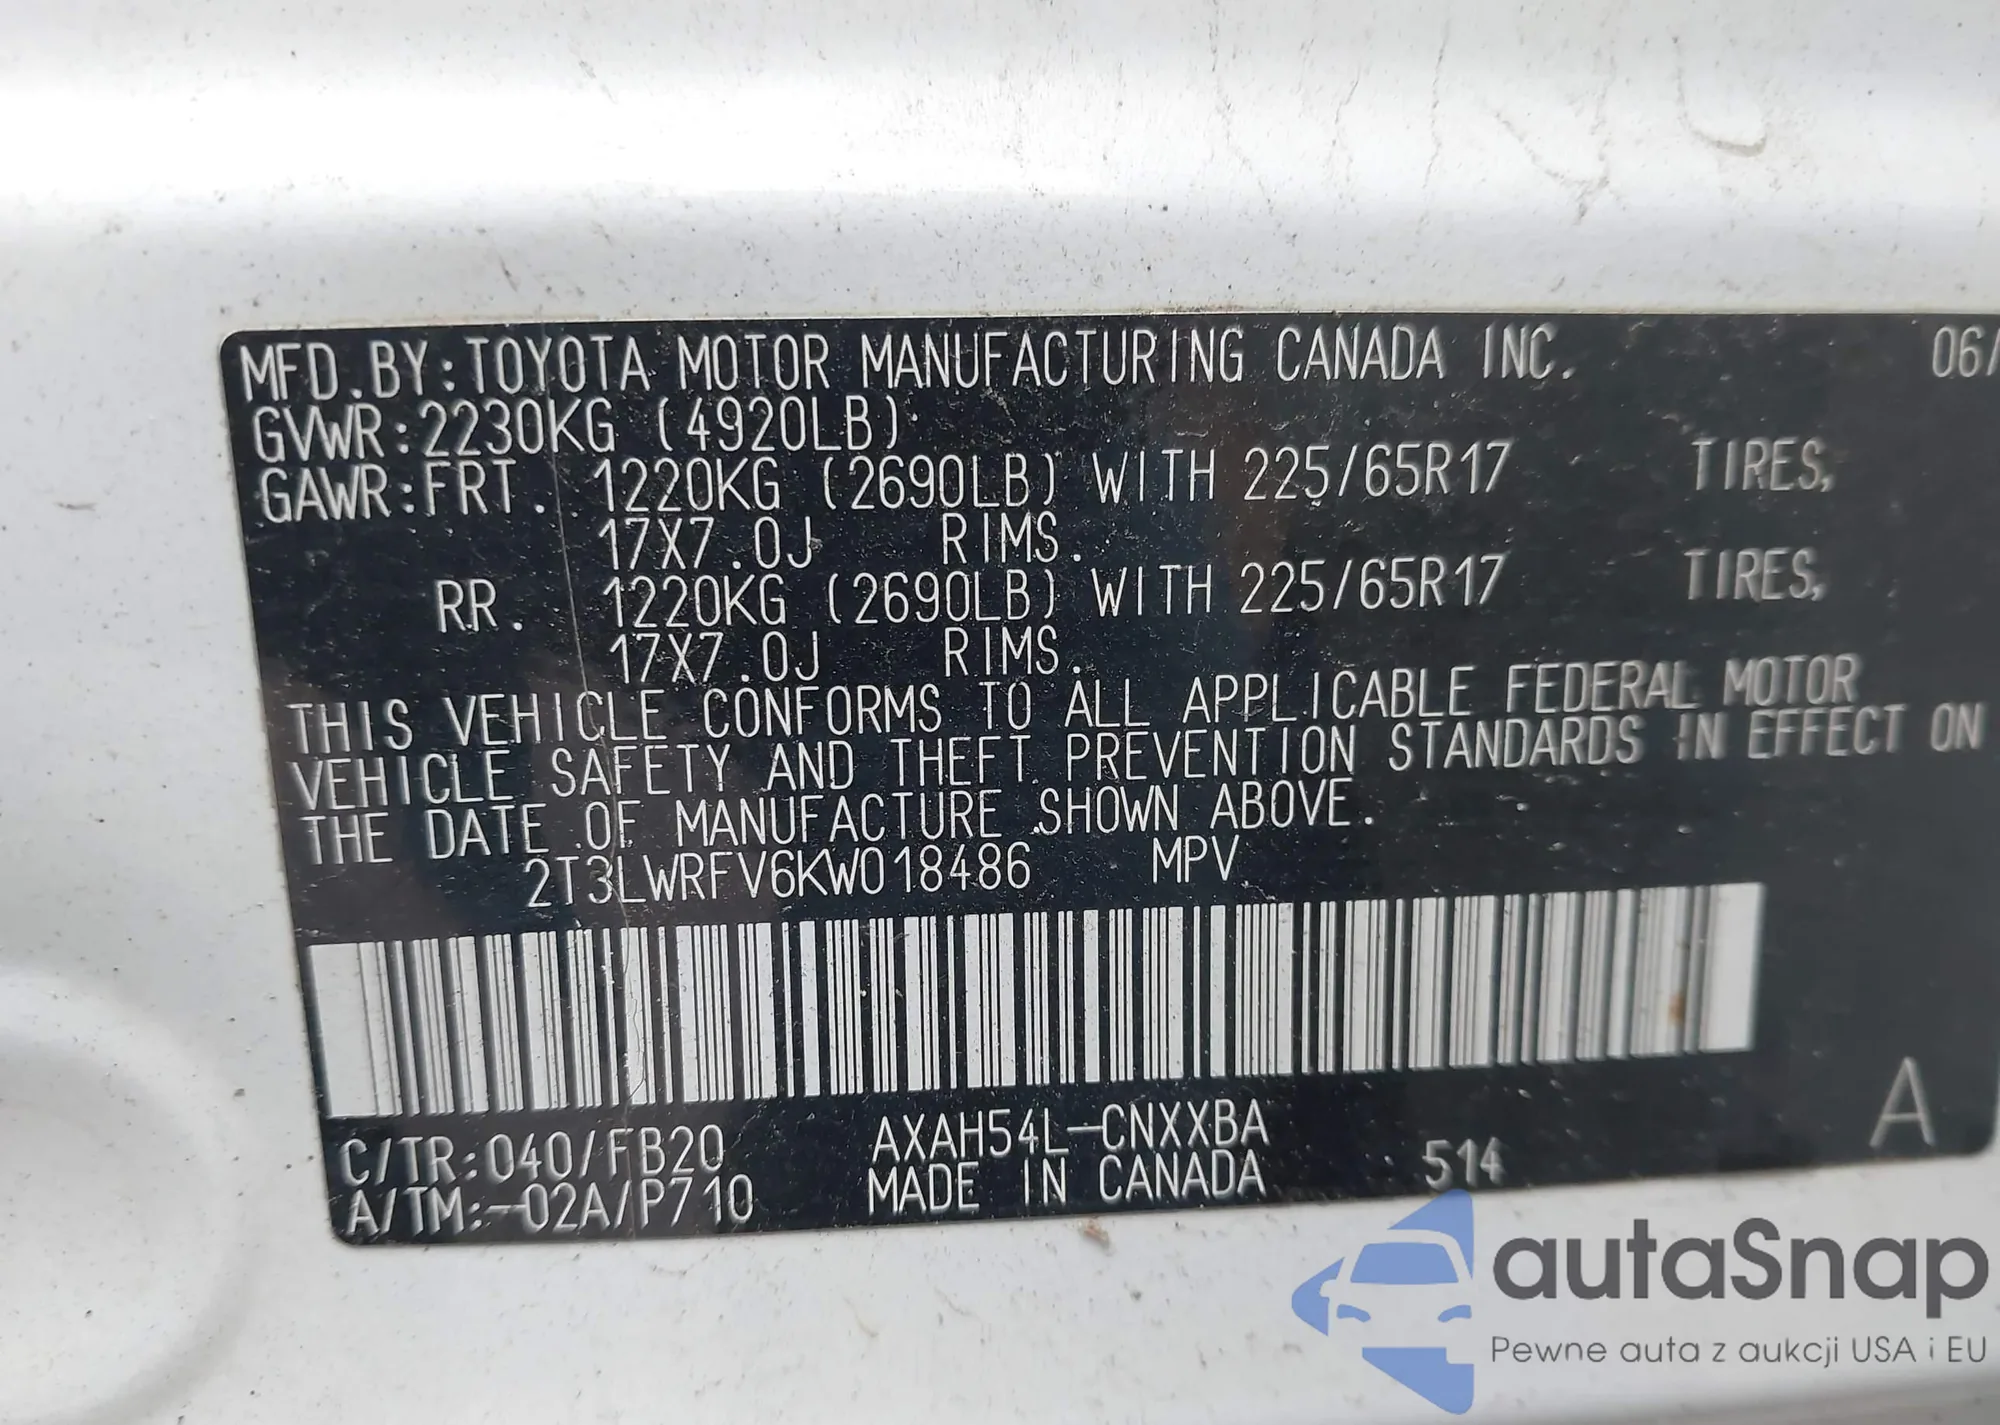 MFD.BY:TOYOTA MOTOR MANUFACTURING CANADA INC. 06/
GVWR:2230KG (4920LB)
GAWR:FRT. 1220KG (2690LB) WITH 225/65R17 TIRES,
17X7.0J RIMS.
RR. 1220KG (2690LB) WITH 225/65R17 TIRES,
17X7.0J RIMS.
THIS VEHICLE CONFORMS TO ALL APPLICABLE FEDERAL MOTOR
VEHICLE SAFETY AND THEFT PREVENTION STANDARDS IN EFFECT ON
THE DATE OF MANUFACTURE SHOWN ABOVE.
2T3LWRFV6KW018486 MPV
C/TR:040/FB20 AXAH54L-CNXXBA
A/TM:-02A/P710 MADE IN CANADA 514 A
autaSnap
Pewne auta z aukcji USA i EU